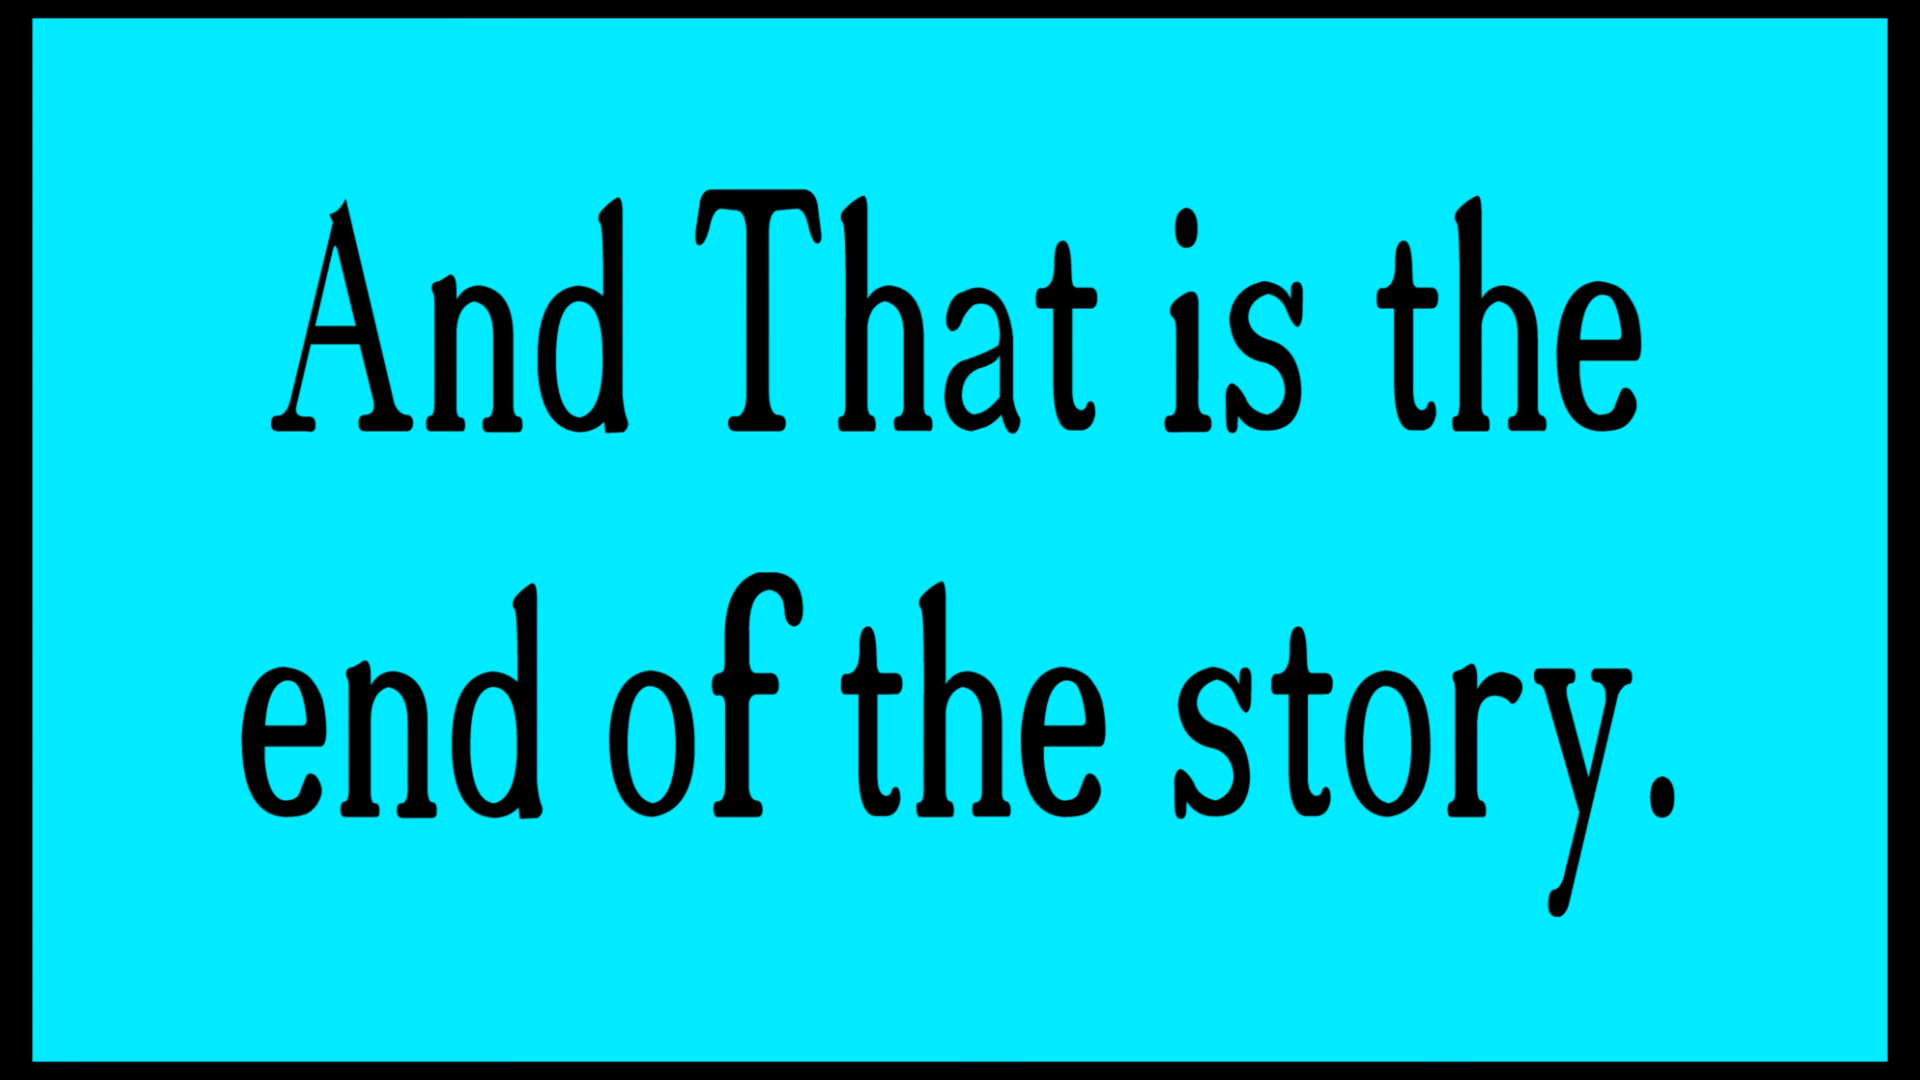 And That is the
end of the story.